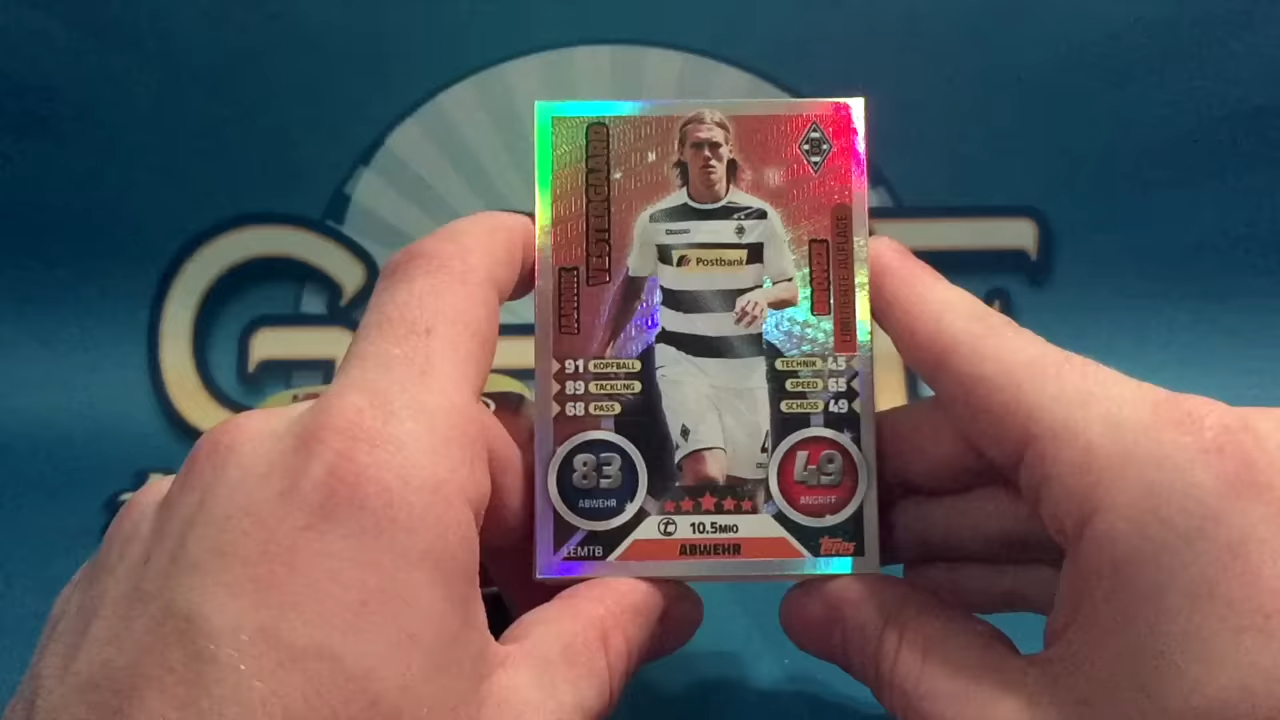 JANNIK
VESTERGAARD
Postbank
BRONZE
LIMITIERTE AUFLAGE
91 KOPFBALL
89 TACKLING
68 PASS
TECHNIK 45
SPEED 65
SCHUSS 49
83
ABWEHR
49
ANGRIFF
10.5MIO
ABWEHR
LEMTB
Topps